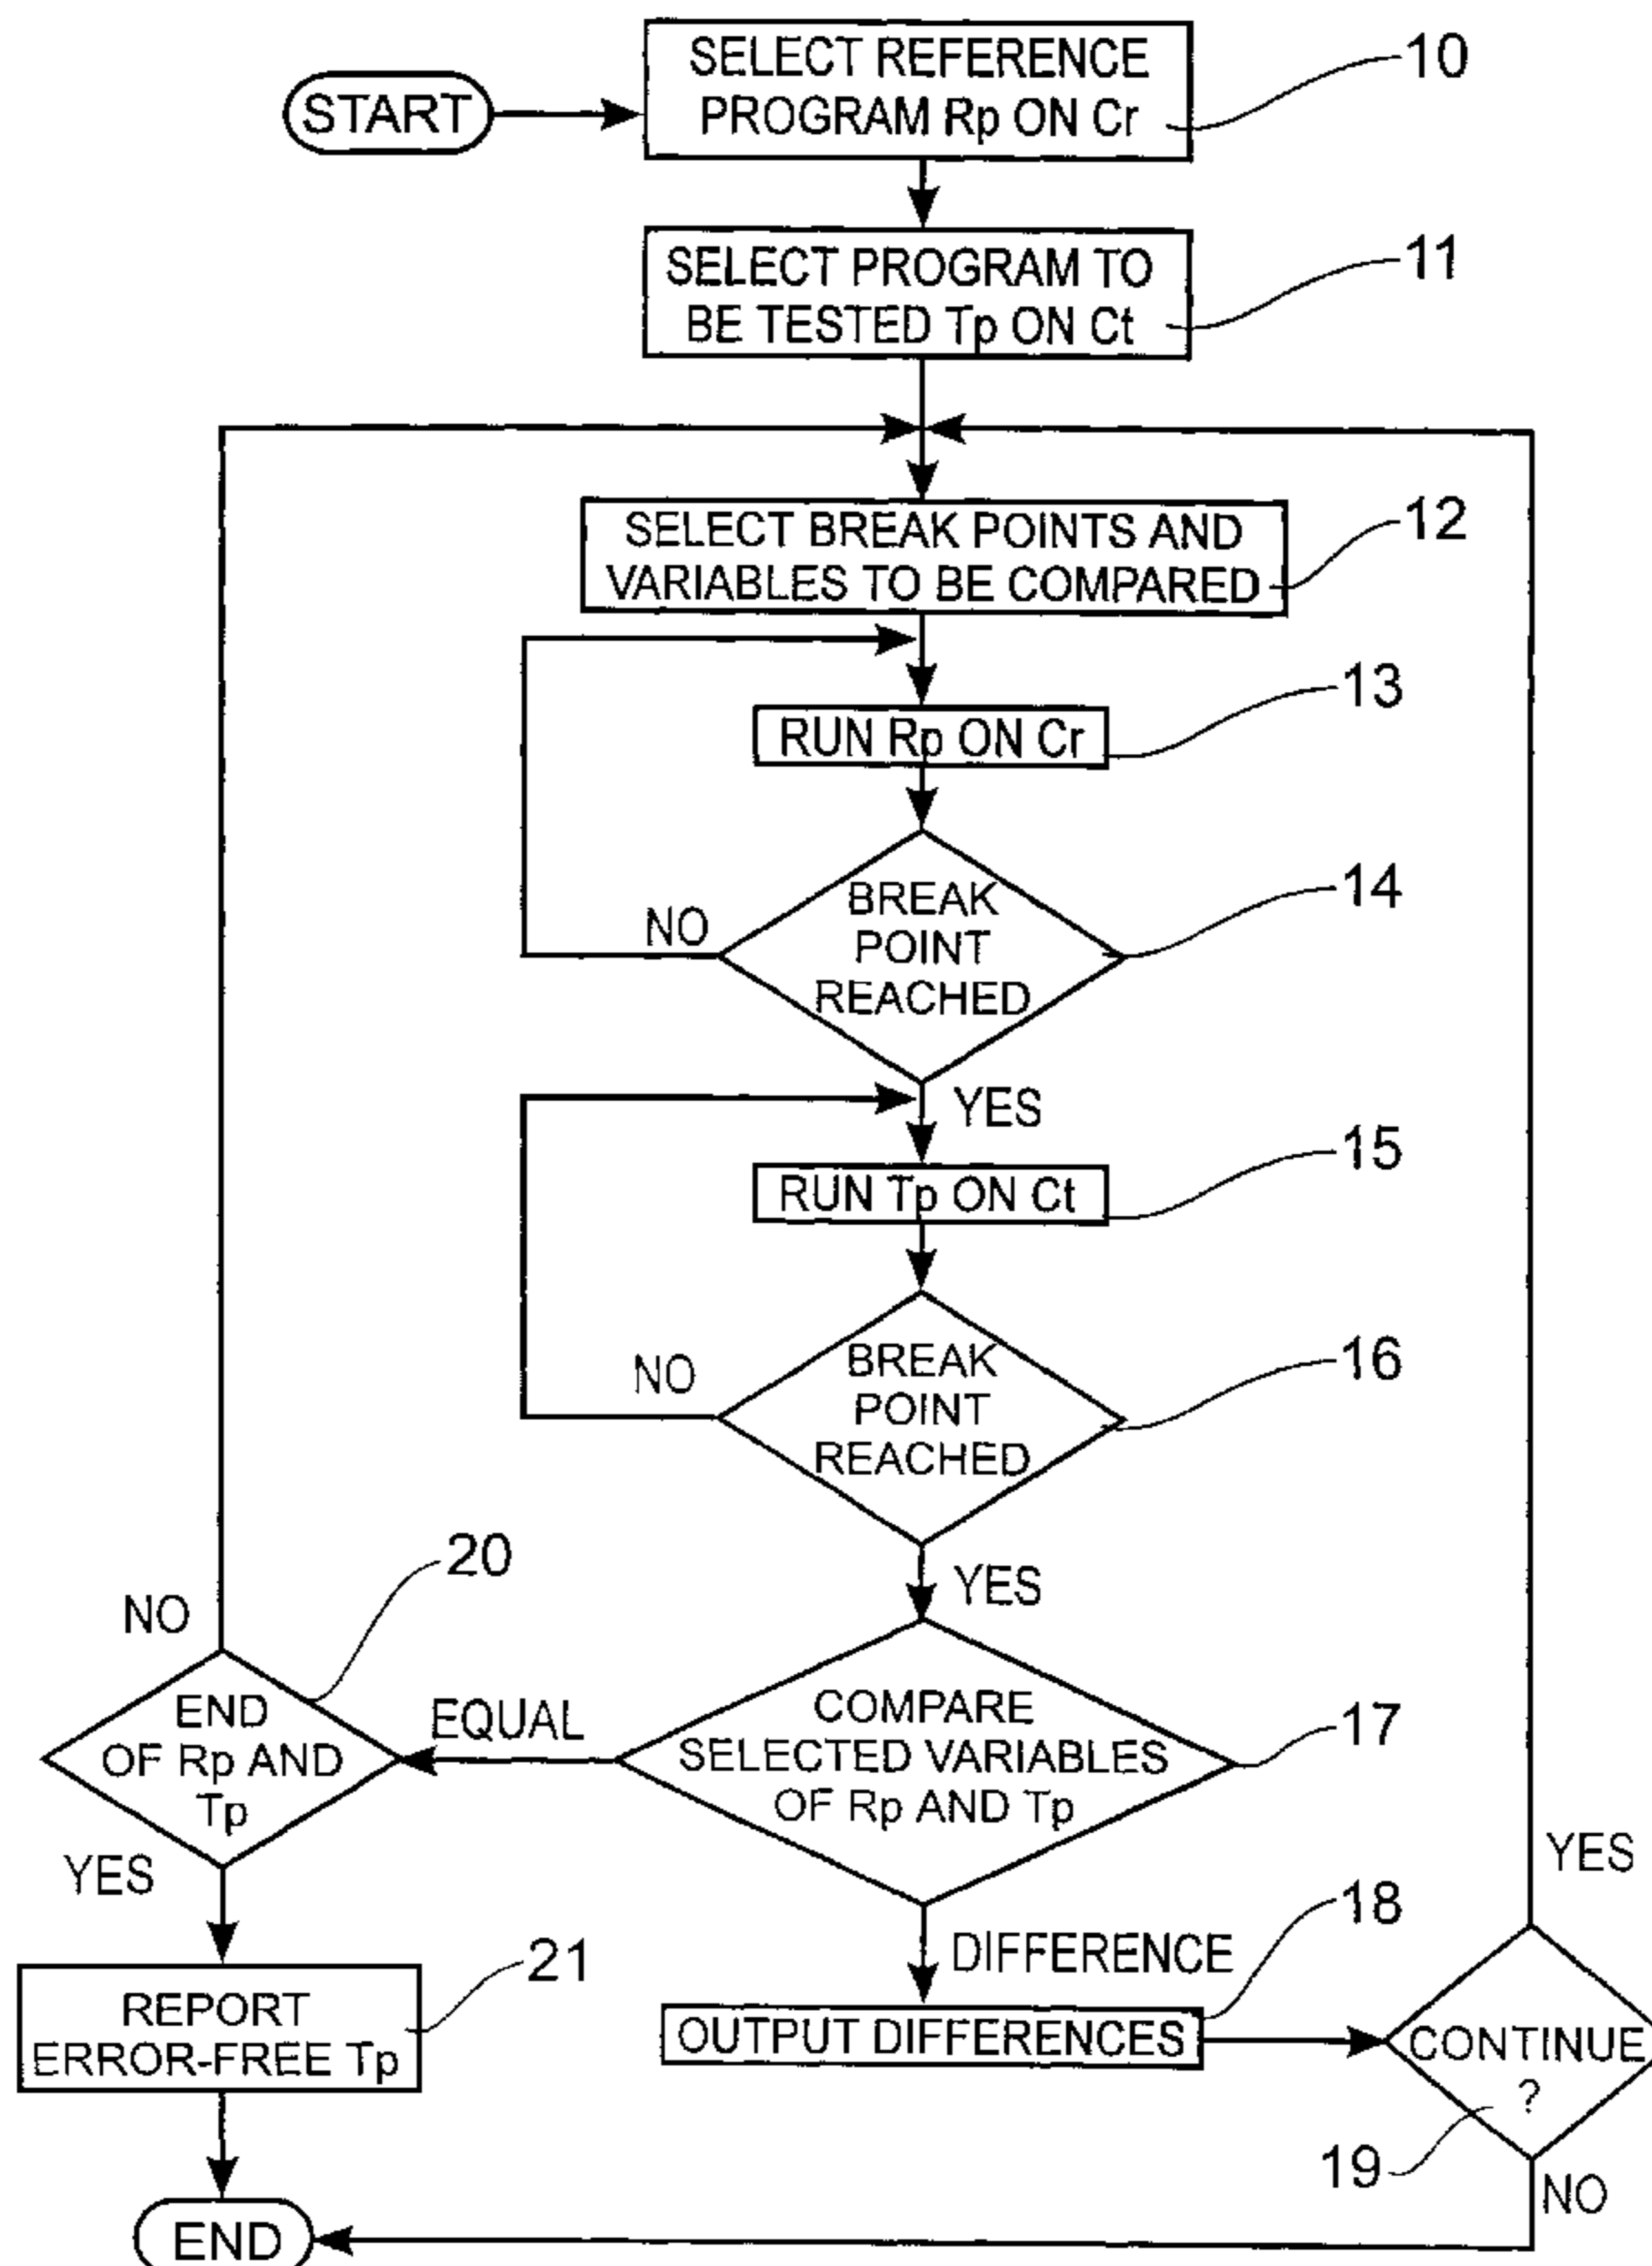 START
SELECT REFERENCE
PROGRAM Rp ON Cr
10
SELECT PROGRAM TO
BE TESTED Tp ON Ct
11
SELECT BREAK POINTS AND
VARIABLES TO BE COMPARED
12
RUN Rp ON Cr
13
BREAK
POINT
REACHED
14
NO
YES
RUN Tp ON Ct
15
BREAK
POINT
REACHED
16
NO
YES
COMPARE
SELECTED VARIABLES
OF Rp AND Tp
17
EQUAL
20
NO
END
OF Rp AND
Tp
YES
DIFFERENCE
18
OUTPUT DIFFERENCES
YES
CONTINUE
?
19
NO
21
REPORT
ERROR-FREE Tp
END